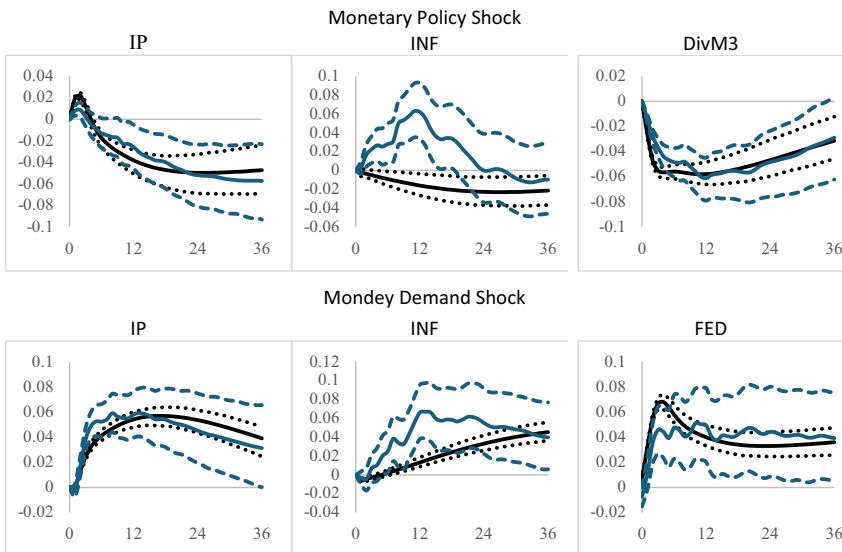 Monetary Policy Shock
IP INF DivM3
0.04 0.1 0.02
0.02 0.08 0
0 0.06 -0.02
-0.02 0.04 -0.04
-0.04 0.02 -0.06
-0.06 0 -0.08
-0.08 -0.02 -0.1
-0.1 -0.04
-0.06
0 12 24 36 0 12 24 36 0 12 24 36
Mondey Demand Shock
IP INF FED
0.1 0.12 0.1
0.08 0.1 0.08
0.06 0.08 0.06
0.04 0.06 0.04
0.02 0.04 0.02
0 0.02 0
-0.02 0 -0.02
-0.02
-0.04
0 12 24 36 0 12 24 36 0 12 24 36